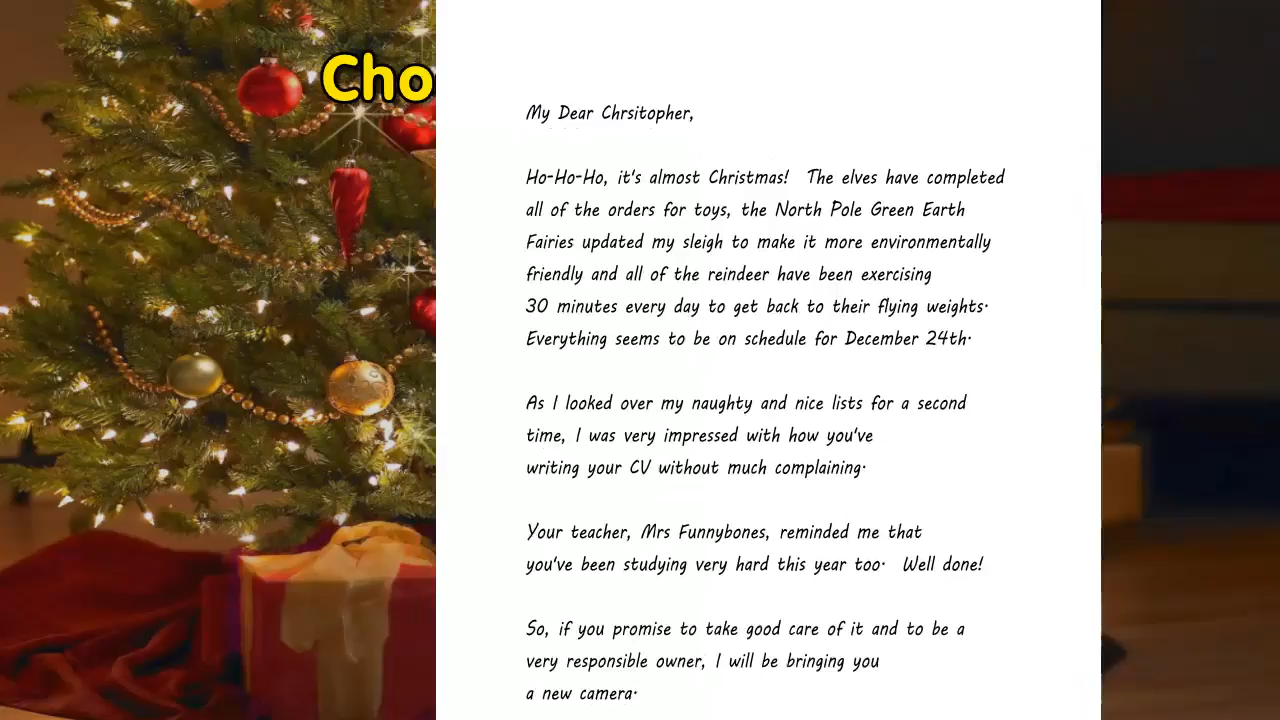 Cho
My Dear Chrsitopher,
Ho-Ho-Ho, it's almost Christmas! The elves have completed
all of the orders for toys, the North Pole Green Earth
Fairies updated my sleigh to make it more environmentally
friendly and all of the reindeer have been exercising
30 minutes every day to get back to their flying weights.
Everything seems to be on schedule for December 24th.
As I looked over my naughty and nice lists for a second
time, I was very impressed with how you've
writing your CV without much complaining.
Your teacher, Mrs Funnybones, reminded me that
you've been studying very hard this year too. Well done!
So, if you promise to take good care of it and to be a
very responsible owner, I will be bringing you
a new camera.